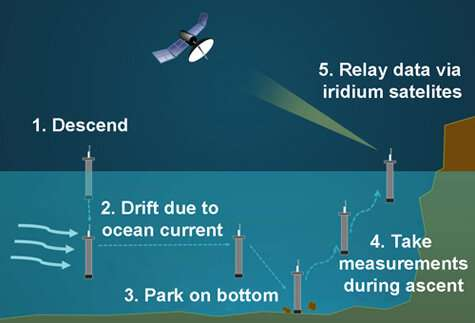 5. Relay data via
iridium satelites
1. Descend
2. Drift due to
ocean current
3. Park on bottom
4. Take
measurements
during ascent